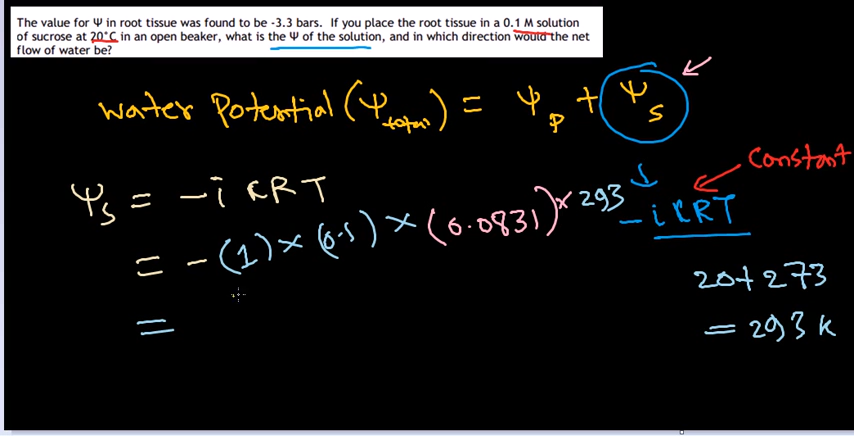 The value for Ψ in root tissue was found to be -3.3 bars. If you place the root tissue in a 0.1 M solution
of sucrose at 20°C in an open beaker, what is the Ψ of the solution, and in which direction would the net
flow of water be?
Water Potential (Ψtotal) = Ψp + Ψs
Constant
Ψs = -iCRT
-iCRT
= -(1) × (0.1) × (0.0831) × 293
20+273
=
= 293 K